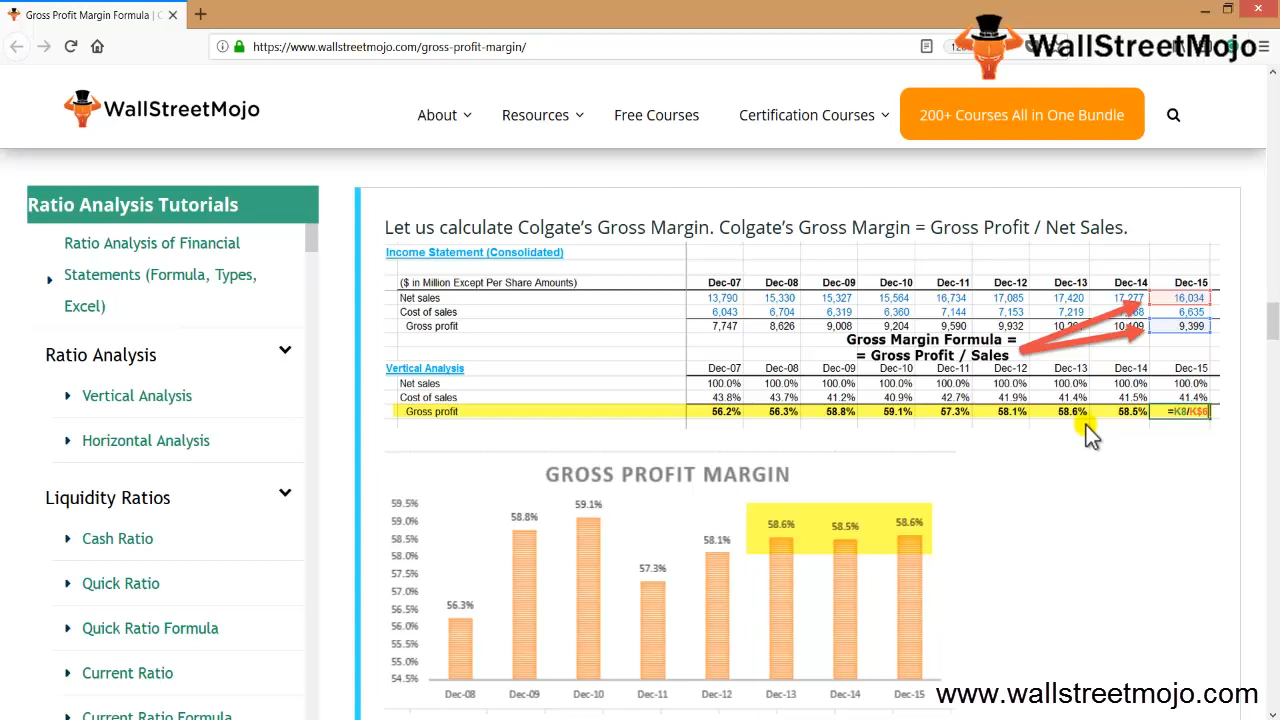 Gross Profit Margin Formula | C
https://www.wallstreetmojo.com/gross-profit-margin/
WallStreetMojo
WallStreetMojo
About
Resources
Free Courses
Certification Courses
200+ Courses All in One Bundle
Ratio Analysis Tutorials
Ratio Analysis of Financial
Statements (Formula, Types,
Excel)
Ratio Analysis
Vertical Analysis
Horizontal Analysis
Liquidity Ratios
Cash Ratio
Quick Ratio
Quick Ratio Formula
Current Ratio
Current Ratio Formula
Let us calculate Colgate's Gross Margin. Colgate's Gross Margin = Gross Profit / Net Sales.
Income Statement (Consolidated)
($ in Million Except Per Share Amounts) Dec-07 Dec-08 Dec-09 Dec-10 Dec-11 Dec-12 Dec-13 Dec-14 Dec-15
Net sales 13,790 15,330 15,327 15,564 16,734 17,085 17,420 17,277 16,034
Cost of sales 6,043 6,704 6,319 6,360 7,144 7,153 7,219 6,635
Gross profit 7,747 8,626 9,008 9,204 9,590 9,932 9,399
Gross Margin Formula =
= Gross Profit / Sales
Vertical Analysis Dec-07 Dec-08 Dec-09 Dec-10 Dec-11 Dec-12 Dec-13 Dec-14 Dec-15
Net sales 100.0% 100.0% 100.0% 100.0% 100.0% 100.0% 100.0% 100.0% 100.0%
Cost of sales 43.8% 43.7% 41.2% 40.9% 42.7% 41.9% 41.4% 41.5% 41.4%
Gross profit 56.2% 56.3% 58.8% 59.1% 57.3% 58.1% 58.6% 58.5% =K8/K$6
GROSS PROFIT MARGIN
59.5%
59.0%
58.5%
58.0%
57.5%
57.0%
56.5%
56.0%
55.5%
55.0%
54.5%
56.3% 58.8% 59.1% 57.3% 58.1% 58.6% 58.5% 58.6%
Dec-08 Dec-09 Dec-10 Dec-11 Dec-12 Dec-13 Dec-14 Dec-15
www.wallstreetmojo.com